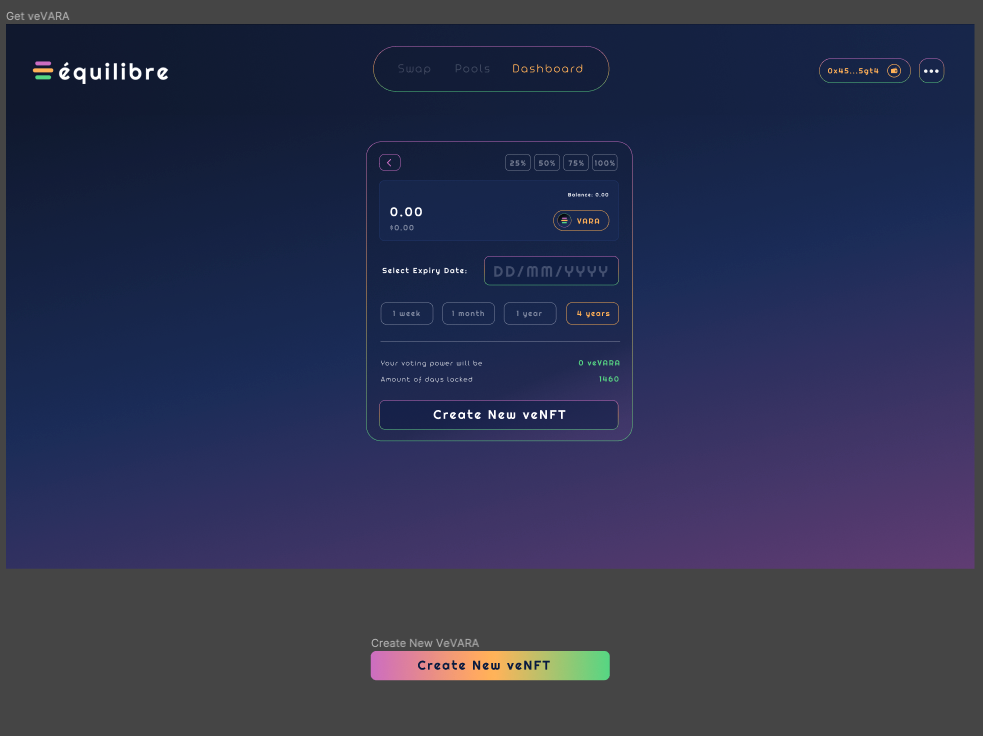 Get veVARA
équilibre
Swap Pools Dashboard
0x45...5gt4
25% 50% 75% 100%
Balance: 0.00
0.00
VARA
$0.00
Select Expiry Date:
DD/MM/YYYY
1 week 1 month 1 year 4 years
Your voting power will be 0 veVARA
Amount of days locked 1460
Create New veNFT
Create New VeVARA
Create New veNFT